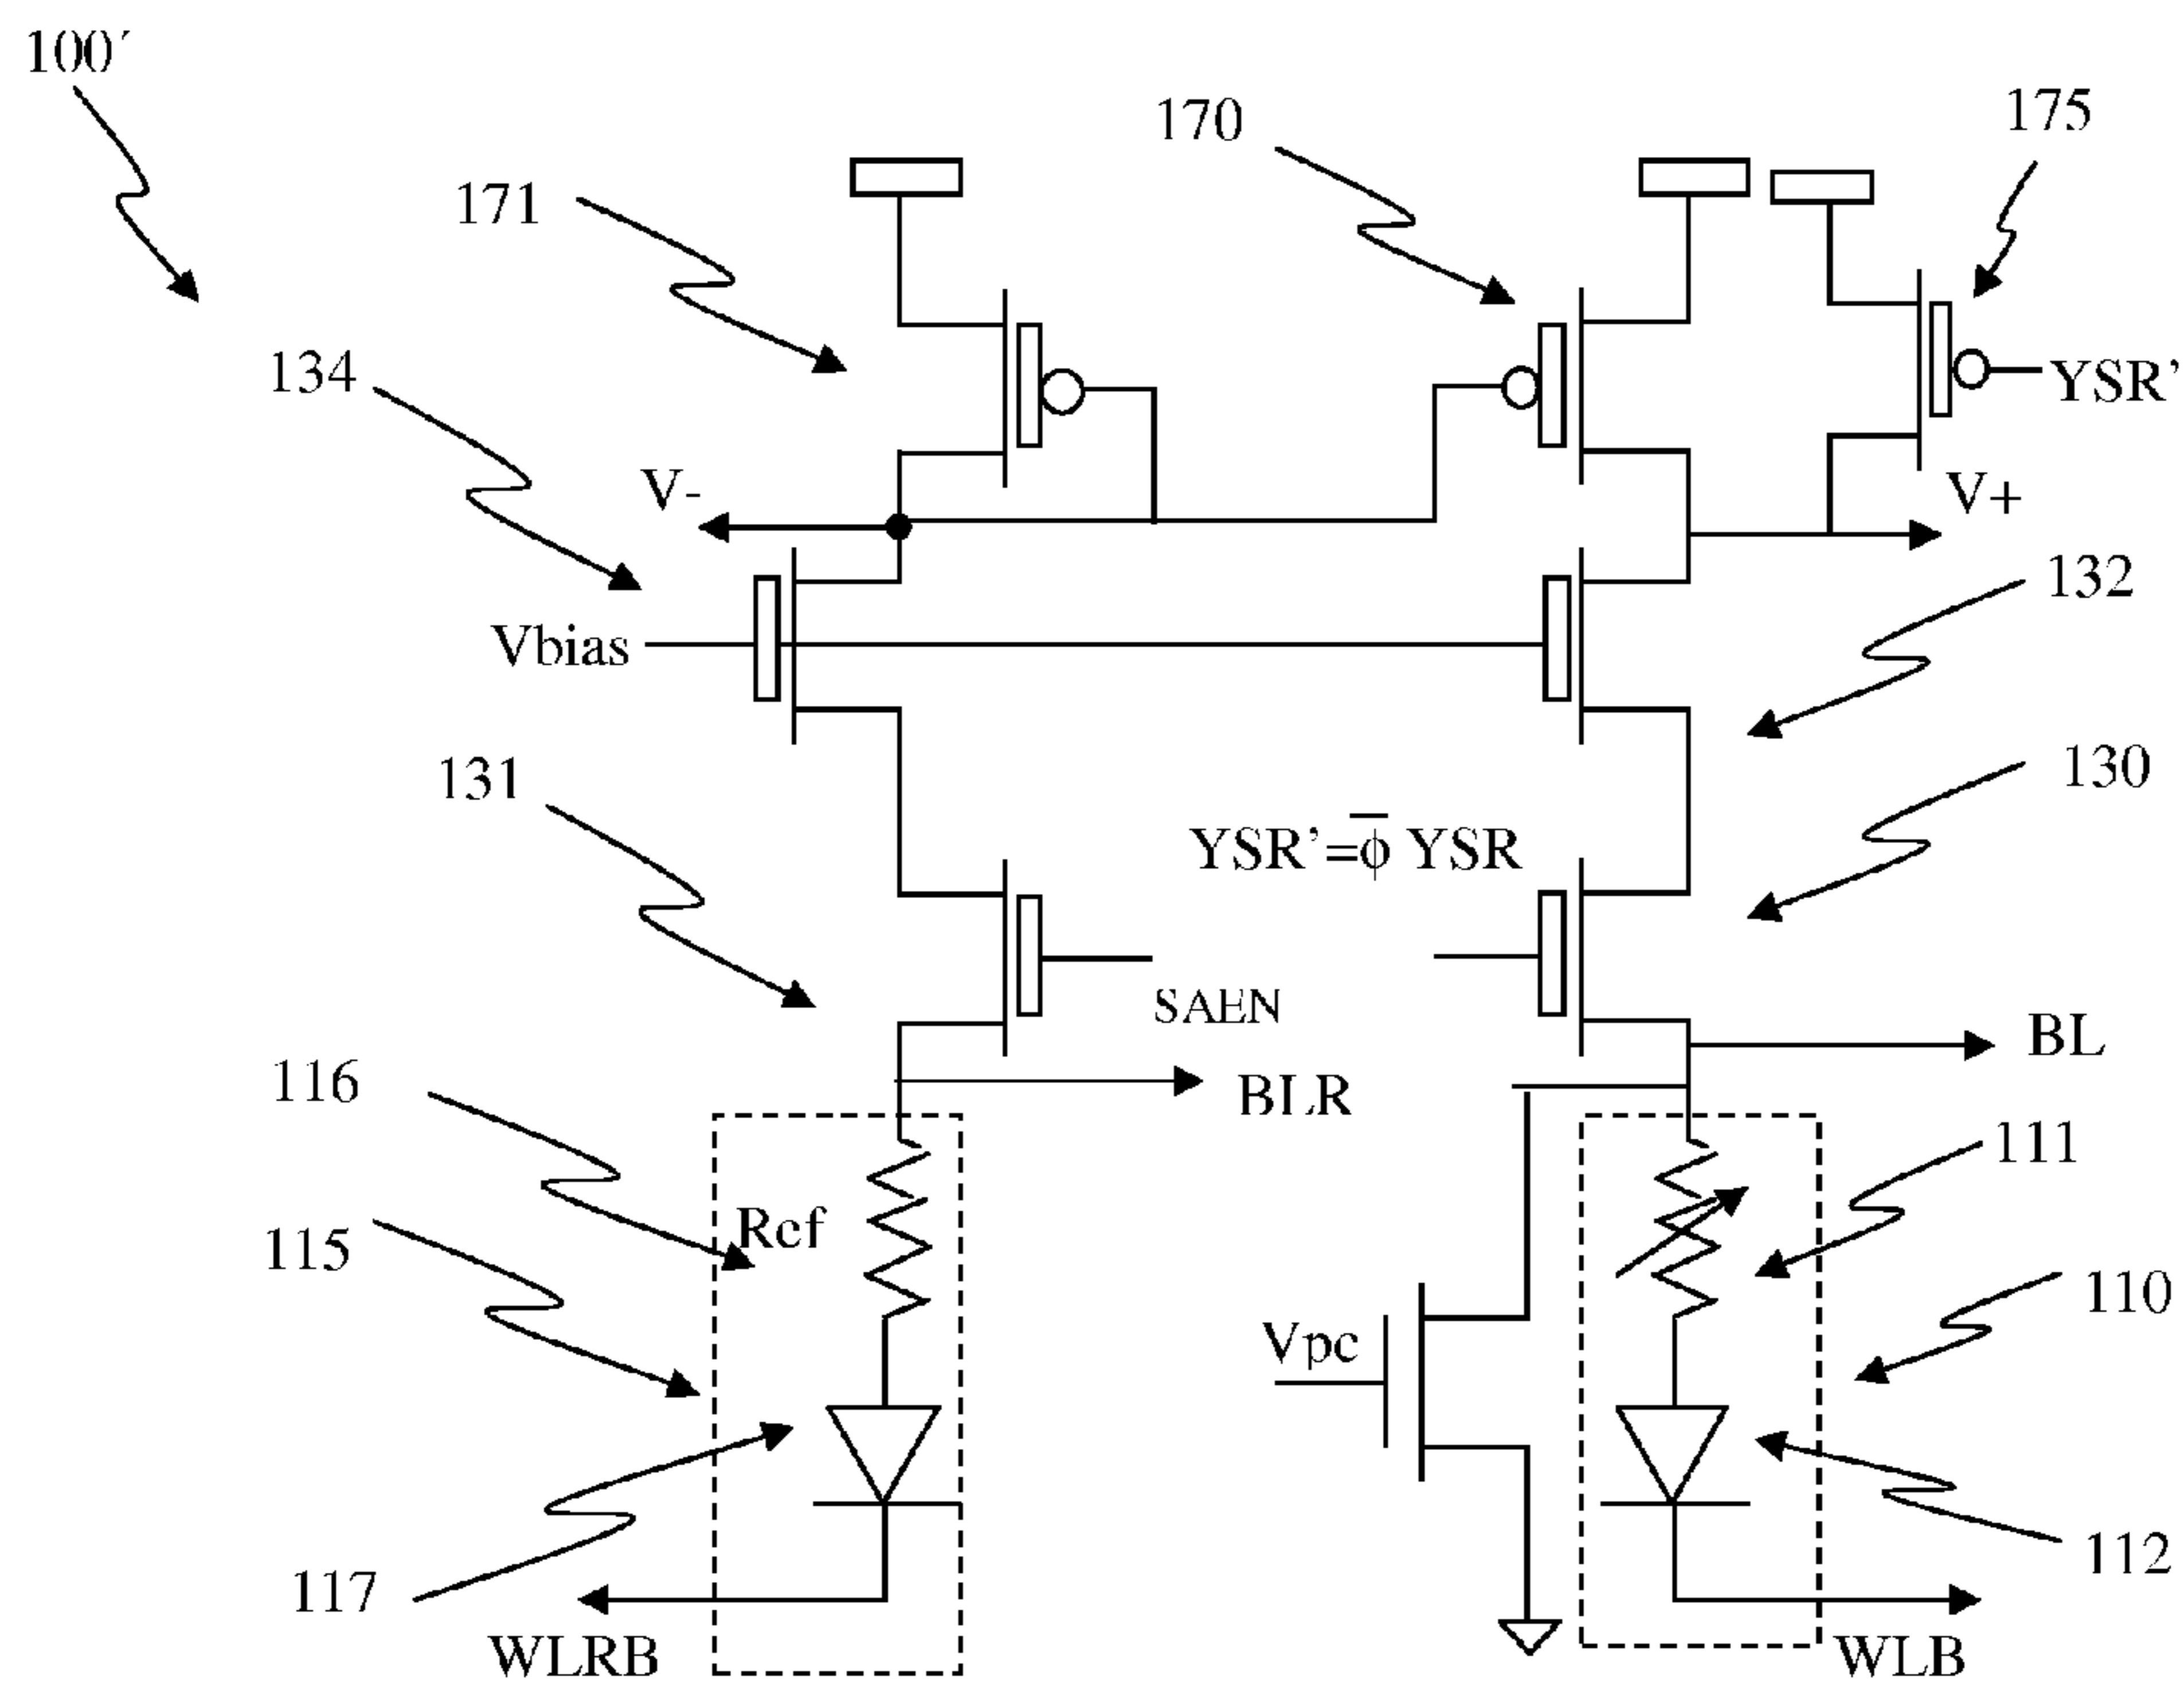 100´
170
175
171
134
YSR'
V-
V+
132
Vbias
131
130
YSR'=φ̅ YSR
SAEN
BL
116
BLR
111
Rcf
115
110
Vpc
112
117
WLRB
WLB